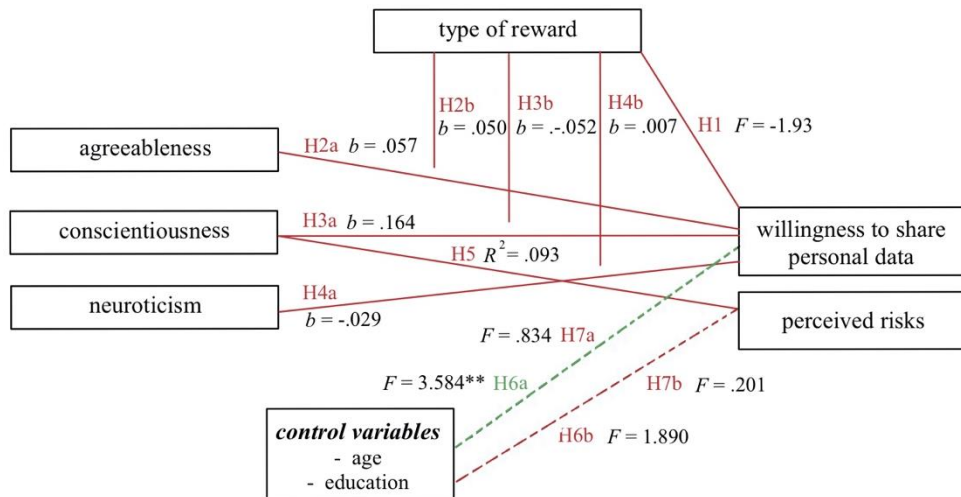 type of reward
H2b
b = .050
H3b
b = .-.052
H4b
b = .007
H1 F = -1.93
agreeableness
H2a b = .057
conscientiousness
H3a b = .164
H5 R² = .093
neuroticism
H4a
b = -.029
willingness to share
personal data
perceived risks
F = .834 H7a
F = 3.584** H6a
H7b F = .201
H6b F = 1.890
control variables
- age
- education